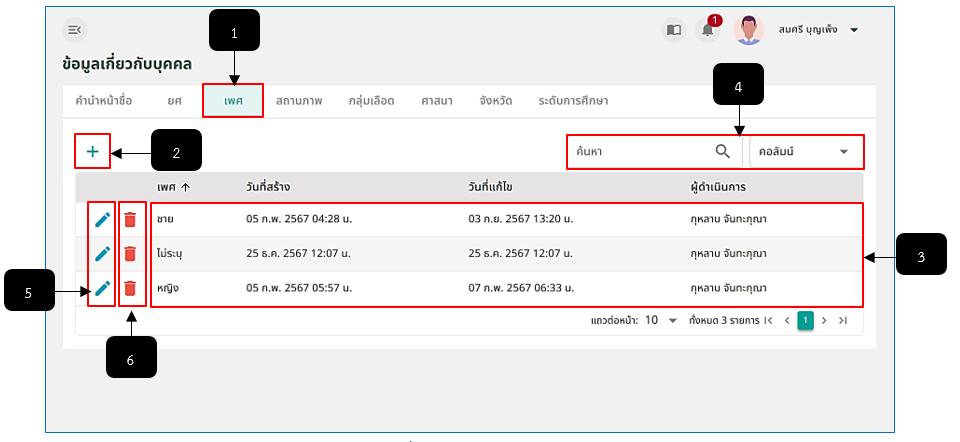 1
1
สมศรี บุญเพ็ง
ข้อมูลเกี่ยวกับบุคคล
4
คำนำหน้าชื่อ ยศ เพศ สถานภาพ กลุ่มเลือด ศาสนา จังหวัด ระดับการศึกษา
+ 2 ค้นหา คอลัมน์
เพศ ↑ วันที่สร้าง วันที่แก้ไข ผู้ดำเนินการ
ชาย 05 ก.พ. 2567 04:28 น. 03 ก.ย. 2567 13:20 น. กุหลาบ จันทะกุณา
ไม่ระบุ 25 ธ.ค. 2567 12:07 น. 25 ธ.ค. 2567 12:07 น. กุหลาบ จันทะกุณา
3
หญิง 05 ก.พ. 2567 05:57 น. 07 ก.พ. 2567 06:33 น. กุหลาบ จันทะกุณา
5
แถวต่อหน้า: 10 ทั้งหมด 3 รายการ 1
6